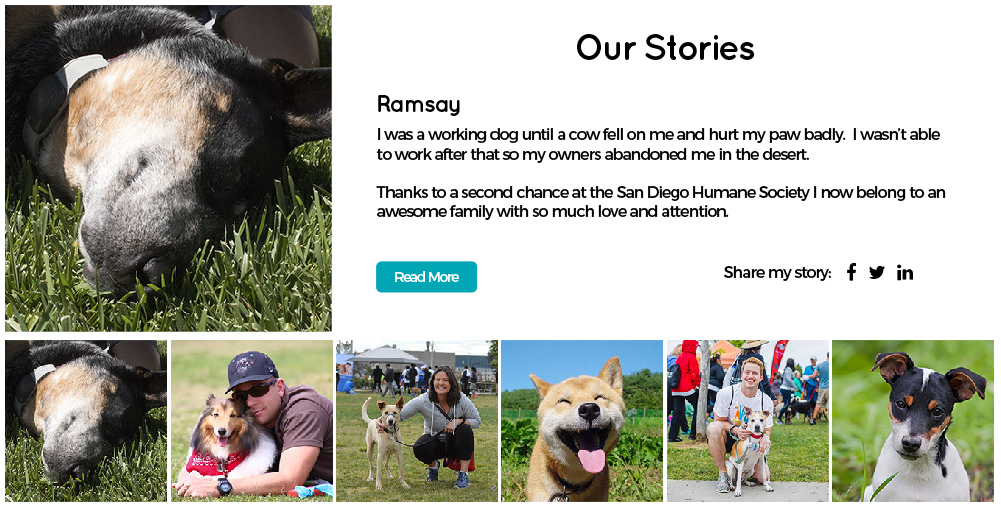 Our Stories
Ramsay
I was a working dog until a cow fell on me and hurt my paw badly.  I wasn't able
to work after that so my owners abandoned me in the desert.
Thanks to a second chance at the San Diego Humane Society I now belong to an
awesome family with so much love and attention.
Read More
Share my story: